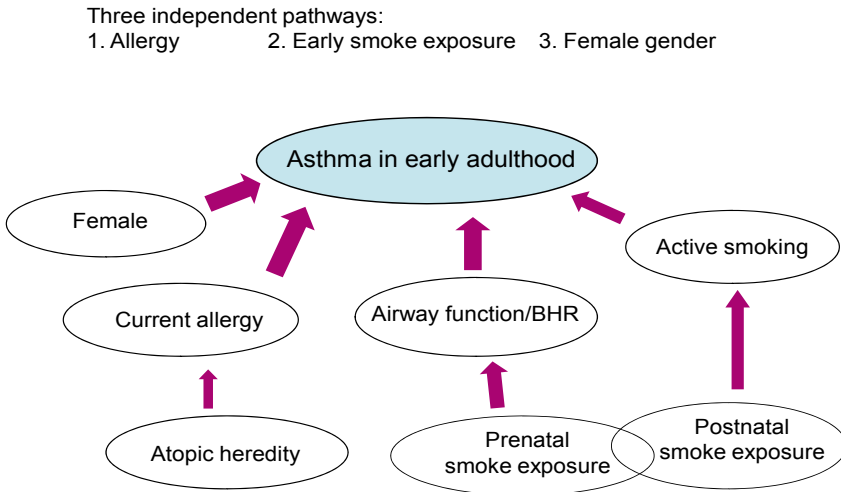 Three independent pathways:
1. Allergy 2. Early smoke exposure 3. Female gender
Asthma in early adulthood
Female
Active smoking
Current allergy
Airway function/BHR
Atopic heredity
Prenatal
smoke exposure
Postnatal
smoke exposure